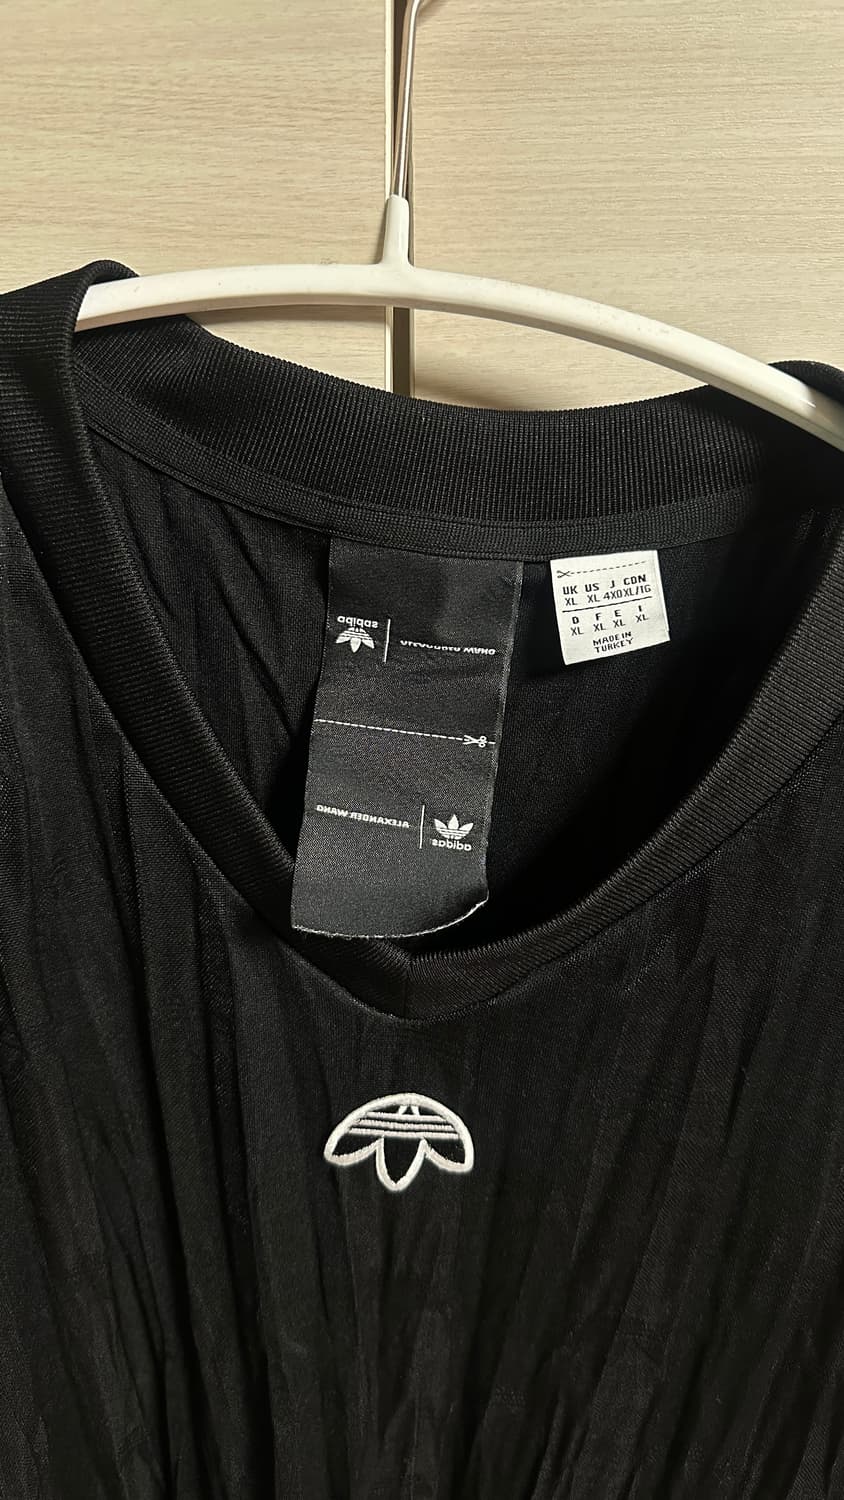 adidas
ALEXANDER WANG
UK US J CDN
XL XL 4XO XL/TG
D F E I
XL XL XL XL
MADE IN
TURKEY
ALEXANDER WANG
adidas